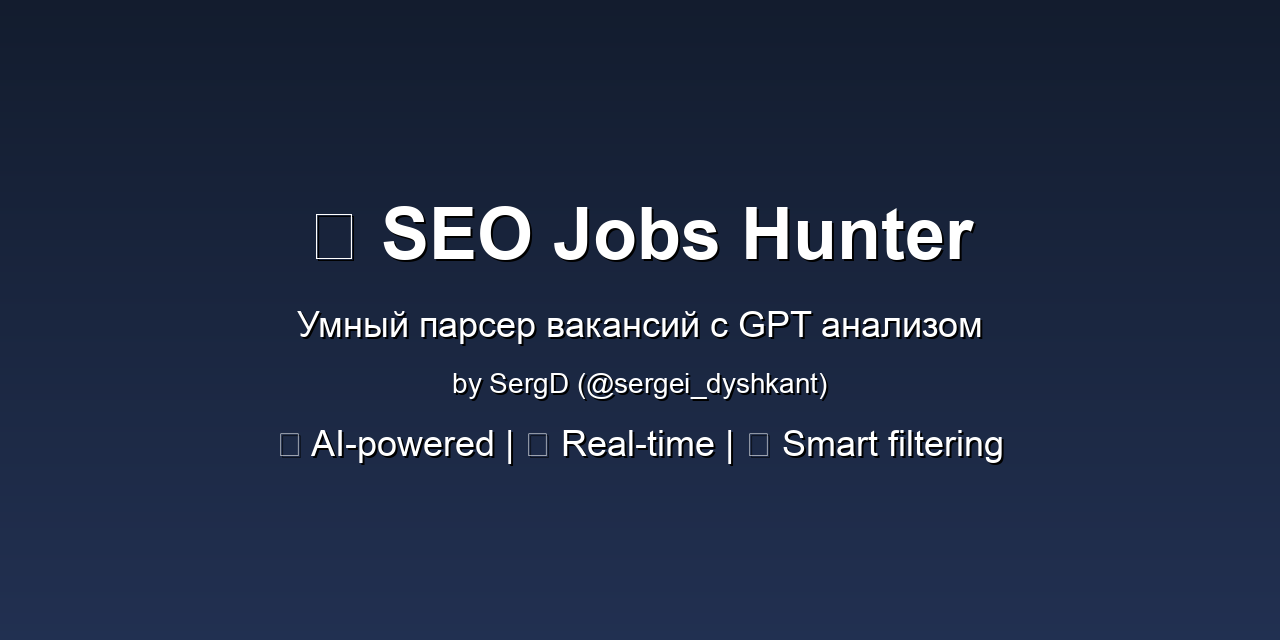 SEO Jobs Hunter
Умный парсер вакансий с GPT анализом
by SergD (@sergei_dyshkant)
AI-powered | Real-time | Smart filtering